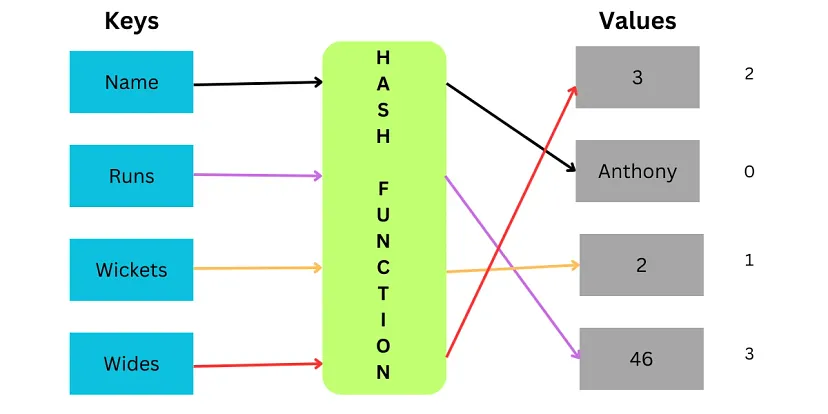 Keys
Values
Name
3
2
Runs
Anthony
0
Wickets
2
1
Wides
46
3
H
A
S
H
F
U
N
C
T
I
O
N